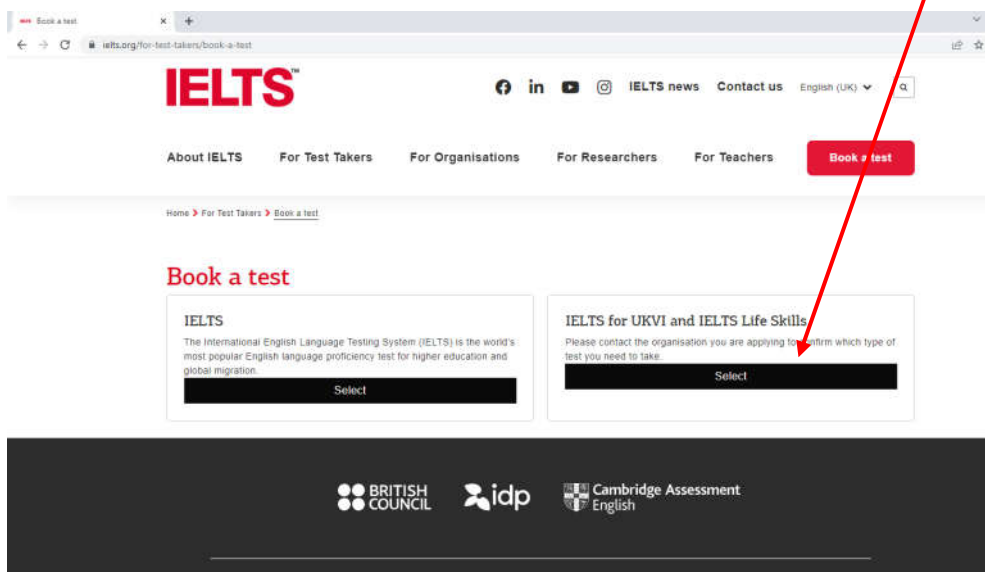 Book a test
ielts.org/for-test-takers/book-a-test
IELTS™
IELTS news Contact us English (UK)
About IELTS For Test Takers For Organisations For Researchers For Teachers Book a test
Home > For Test Takers > Book a test
Book a test
IELTS
The International English Language Testing System (IELTS) is the world's
most popular English language proficiency test for higher education and
global migration.
Select
IELTS for UKVI and IELTS Life Skills
Please contact the organisation you are applying to confirm which type of
test you need to take.
Select
BRITISH
COUNCIL
idp
Cambridge Assessment
English